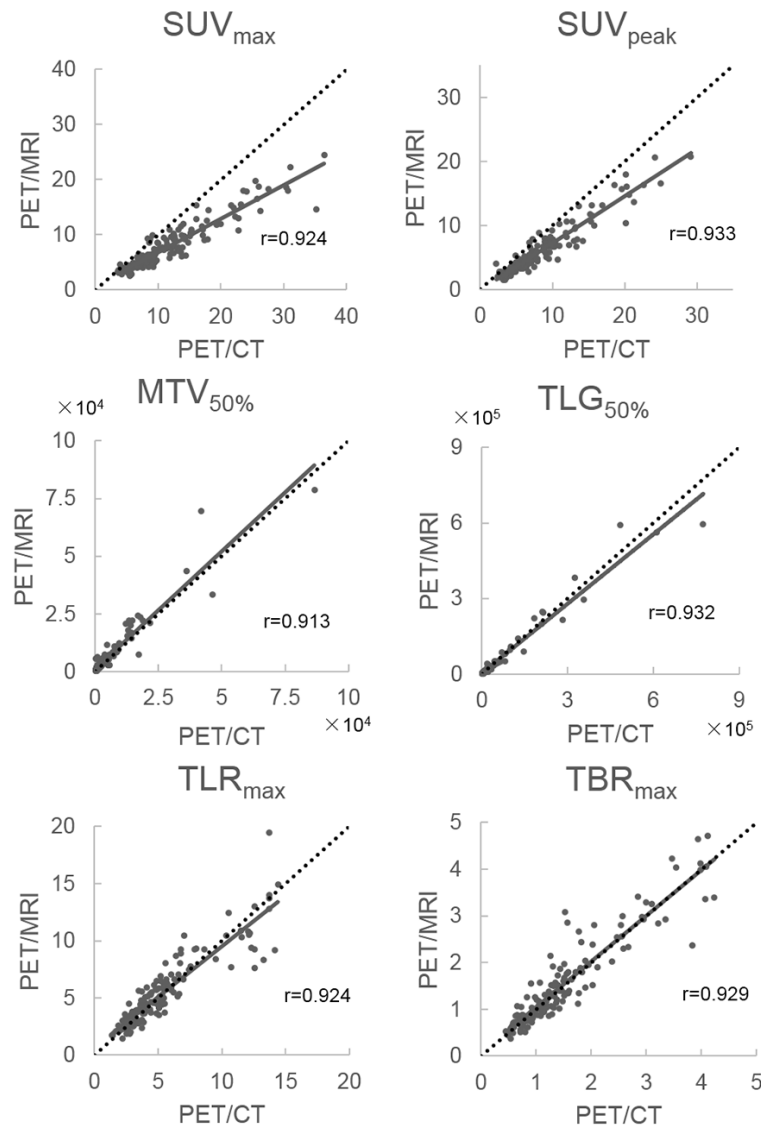 SUVmax
40
30
20
10
0
0 10 20 30 40
PET/MRI
PET/CT
r=0.924
SUVpeak
30
20
10
0
0 10 20 30
PET/MRI
PET/CT
r=0.933
MTV50%
×10⁴
10
7.5
5
2.5
0
0 2.5 5 7.5 10
×10⁴
PET/MRI
PET/CT
r=0.913
TLG50%
×10⁵
9
6
3
0
0 3 6 9
×10⁵
PET/MRI
PET/CT
r=0.932
TLRmax
20
15
10
5
0
0 5 10 15 20
PET/MRI
PET/CT
r=0.924
TBRmax
5
4
3
2
1
0
0 1 2 3 4 5
PET/MRI
PET/CT
r=0.929